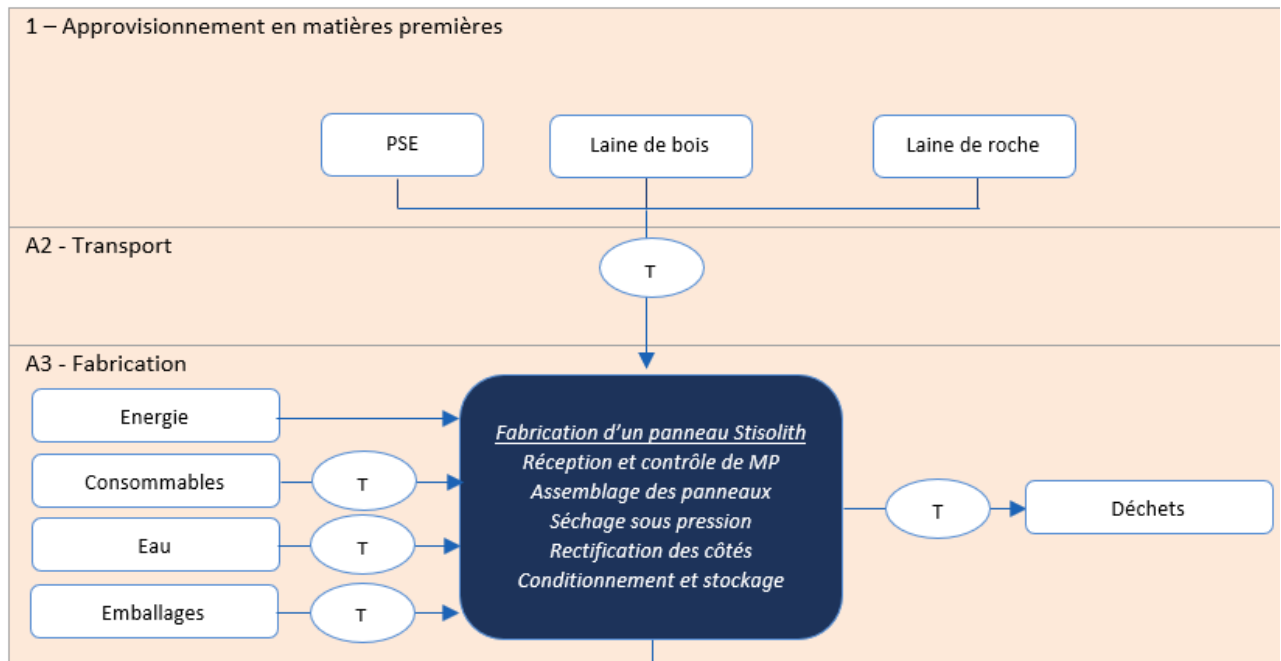 1 – Approvisionnement en matières premières
PSE
Laine de bois
Laine de roche
A2 - Transport
T
A3 - Fabrication
Energie
Consommables
T
Eau
T
Emballages
T
Fabrication d’un panneau Stisolith
Réception et contrôle de MP
Assemblage des panneaux
Séchage sous pression
Rectification des côtés
Conditionnement et stockage
T
Déchets